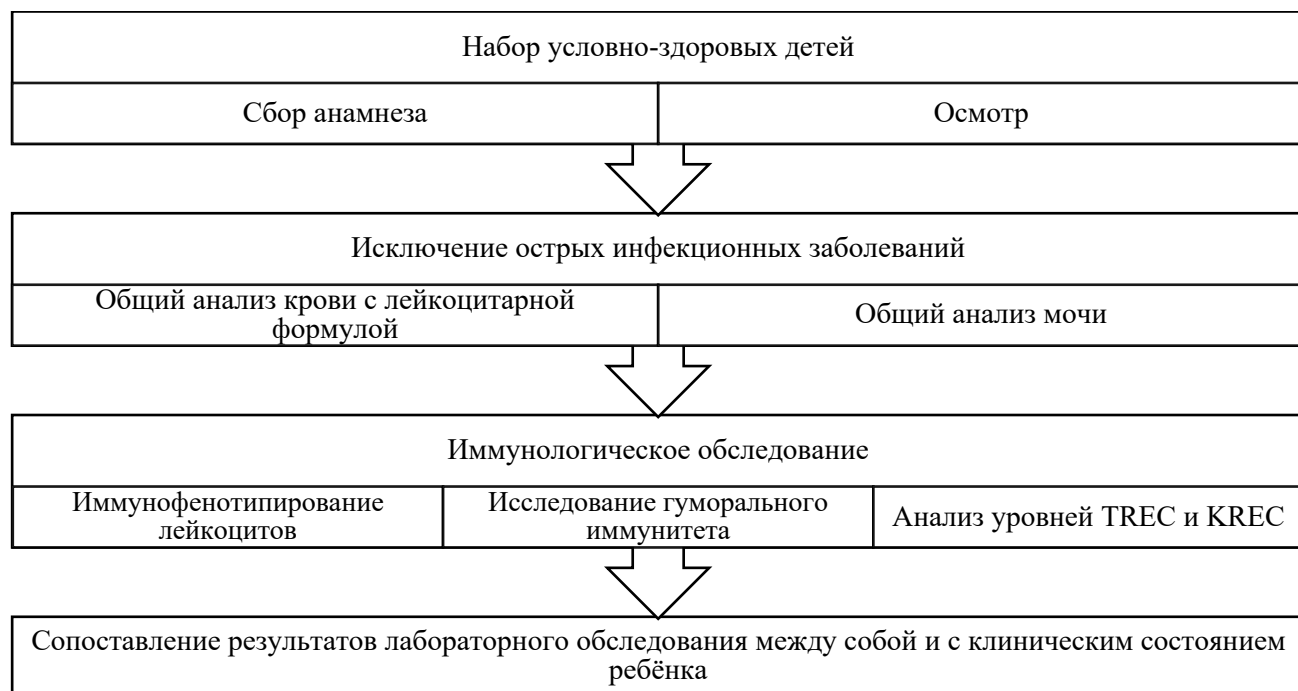 Набор условно-здоровых детей
Сбор анамнеза
Осмотр
Исключение острых инфекционных заболеваний
Общий анализ крови с лейкоцитарной
формулой
Общий анализ мочи
Иммунологическое обследование
Иммунофенотипирование
лейкоцитов
Исследование гуморального
иммунитета
Анализ уровней TREC и KREC
Сопоставление результатов лабораторного обследования между собой и с клиническим состоянием
ребёнка